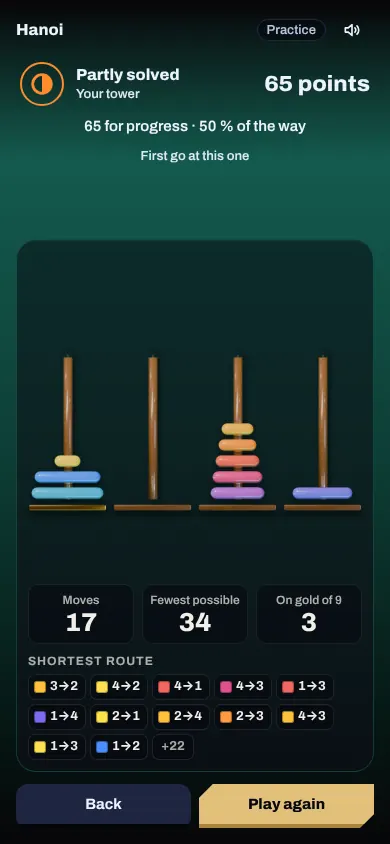 Hanoi
Practice
Partly solved
Your tower
65 points
65 for progress · 50 % of the way
First go at this one
Moves
17
Fewest possible
34
On gold of 9
3
SHORTEST ROUTE
3→2 4→2 4→1 4→3 1→3
1→4 2→1 2→4 2→3 4→3
1→3 1→2 +22
Back
Play again